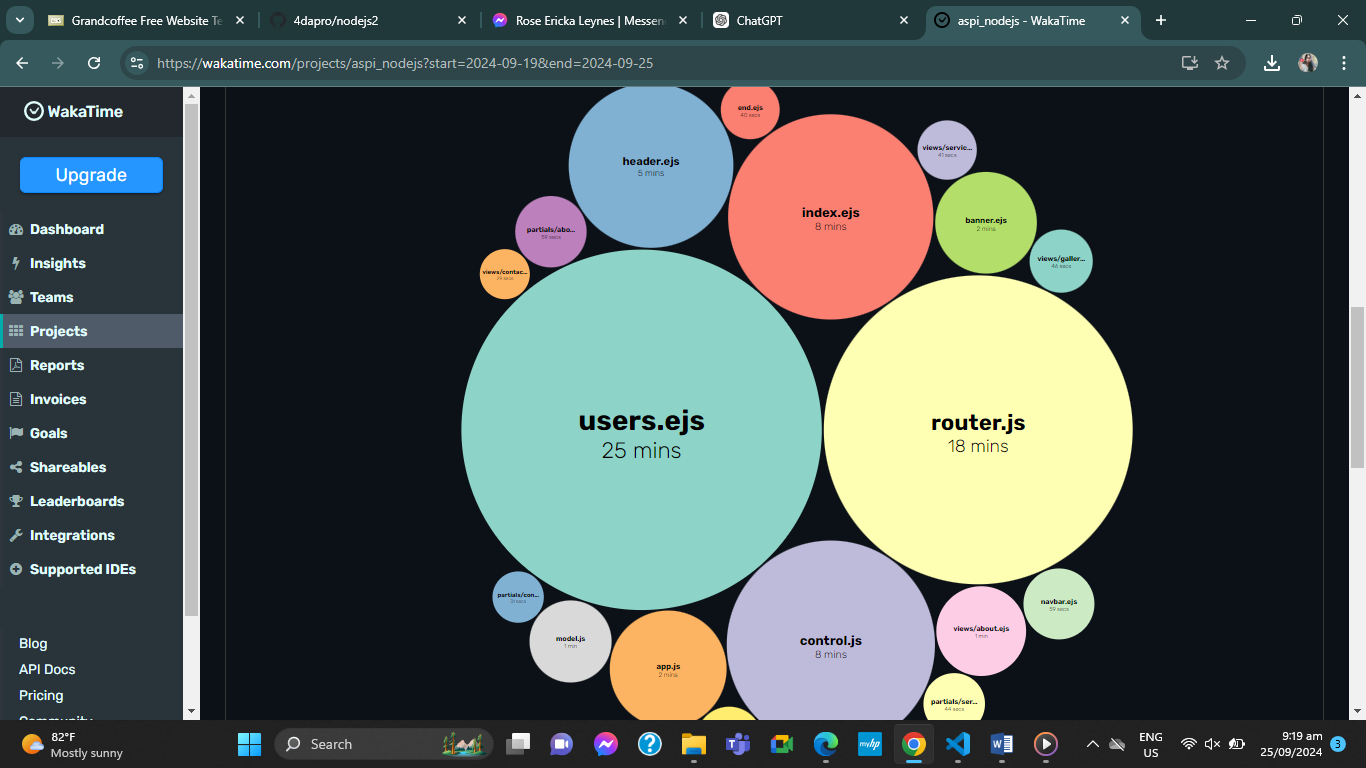 Grandcoffee Free Website Te
4dapro/nodejs2
Rose Ericka Leynes | Messen
ChatGPT
aspi_nodejs - WakaTime
https://wakatime.com/projects/aspi_nodejs?start=2024-09-19&end=2024-09-25
WakaTime
Upgrade
Dashboard
Insights
Teams
Projects
Reports
Invoices
Goals
Shareables
Leaderboards
Integrations
Supported IDEs
Blog
API Docs
Pricing
Community
end.ejs
40 secs
header.ejs
5 mins
views/servic...
41 secs
index.ejs
8 mins
banner.ejs
2 mins
partials/abo...
59 secs
views/galler...
46 secs
views/contac...
29 secs
users.ejs
25 mins
router.js
18 mins
partials/con...
31 secs
navbar.ejs
59 secs
model.js
1 min
views/about.ejs
1 min
control.js
8 mins
app.js
2 mins
partials/ser...
44 secs
82°F
Mostly sunny
Search
myhp
ENG
US
9:19 am
25/09/2024
3